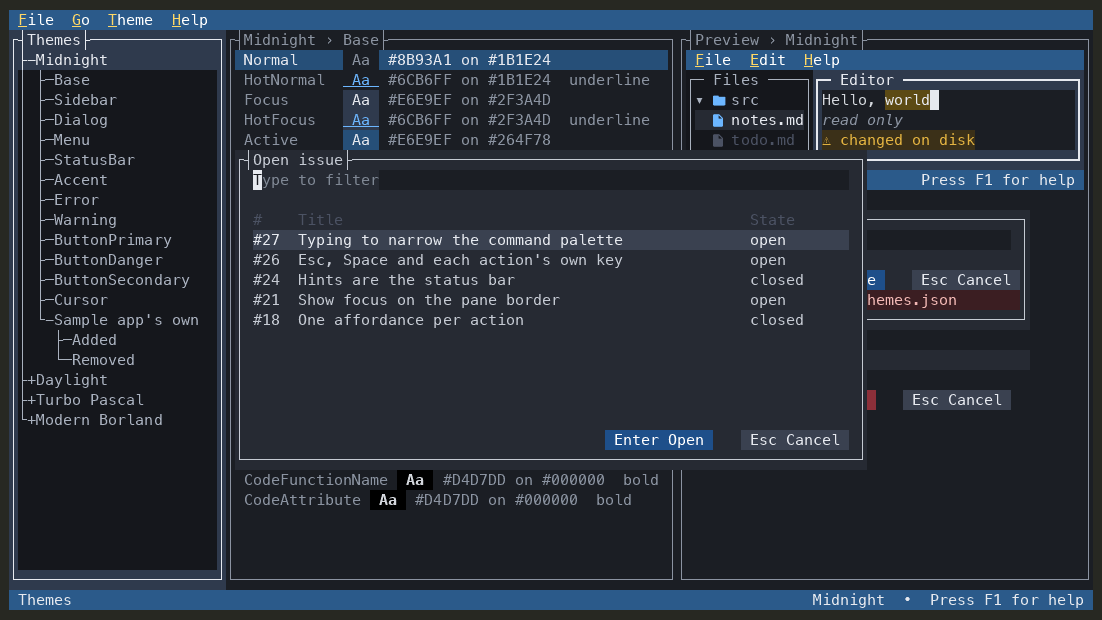 File Go Theme Help
Themes
Midnight
Base
Sidebar
Dialog
Menu
StatusBar
Accent
Error
Warning
ButtonPrimary
ButtonDanger
ButtonSecondary
Cursor
Sample app's own
Added
Removed
+Daylight
+Turbo Pascal
+Modern Borland
Midnight › Base
Normal Aa #8B93A1 on #1B1E24
HotNormal Aa #6CB6FF on #1B1E24 underline
Focus Aa #E6E9EF on #2F3A4D
HotFocus Aa #6CB6FF on #2F3A4D underline
Active Aa #E6E9EF on #264F78
Open issue
Type to filter
# Title State
#27 Typing to narrow the command palette open
#26 Esc, Space and each action's own key open
#24 Hints are the status bar closed
#21 Show focus on the pane border open
#18 One affordance per action closed
Enter Open Esc Cancel
CodeFunctionName Aa #D4D7DD on #000000 bold
CodeAttribute Aa #D4D7DD on #000000 bold
Preview › Midnight
File Edit Help
Files
▾ src
notes.md
todo.md
Editor
Hello, world
read only
⚠ changed on disk
Press F1 for help
e Esc Cancel
hemes.json
Esc Cancel
Themes Midnight • Press F1 for help